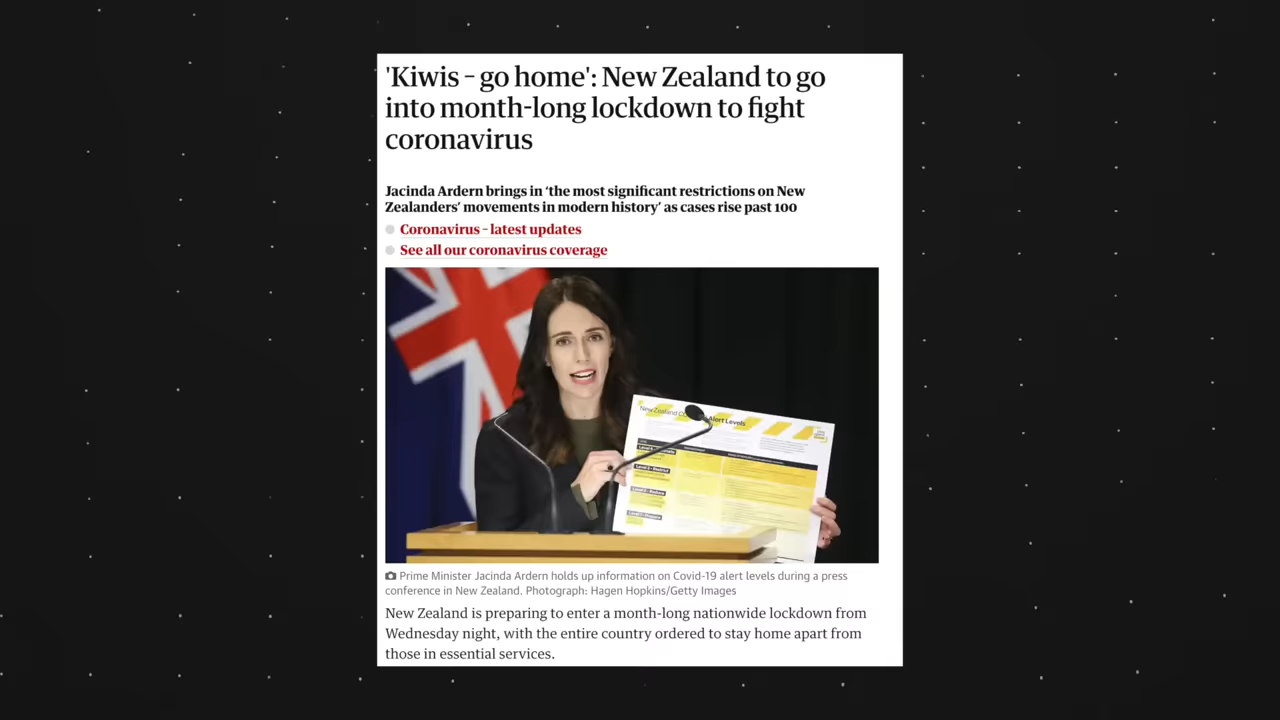 'Kiwis – go home': New Zealand to go
into month-long lockdown to fight
coronavirus
Jacinda Ardern brings in ‘the most significant restrictions on New
Zealanders’ movements in modern history’ as cases rise past 100
Coronavirus – latest updates
See all our coronavirus coverage
New Zealand CO Alert Levels
Prime Minister Jacinda Ardern holds up information on Covid-19 alert levels during a press
conference in New Zealand. Photograph: Hagen Hopkins/Getty Images
New Zealand is preparing to enter a month-long nationwide lockdown from
Wednesday night, with the entire country ordered to stay home apart from
those in essential services.